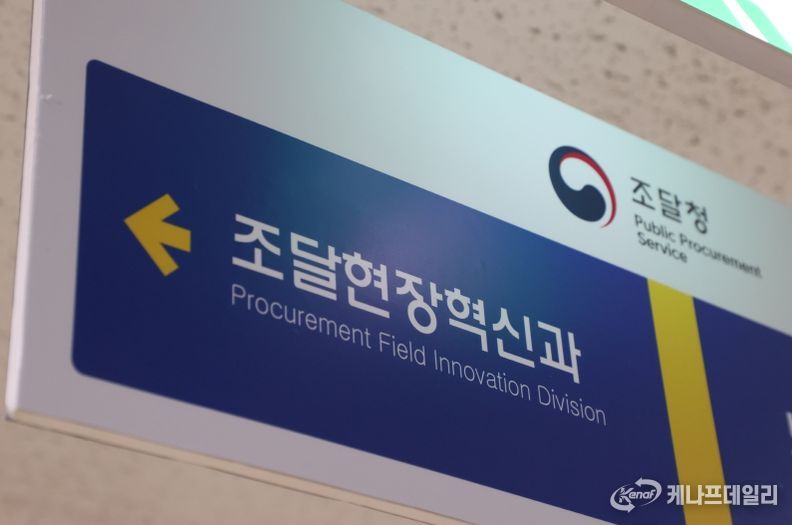 조달청
Public Procurement
Service
조달현장혁신과
Procurement Field Innovation Division
Kenaf 케나프데일리